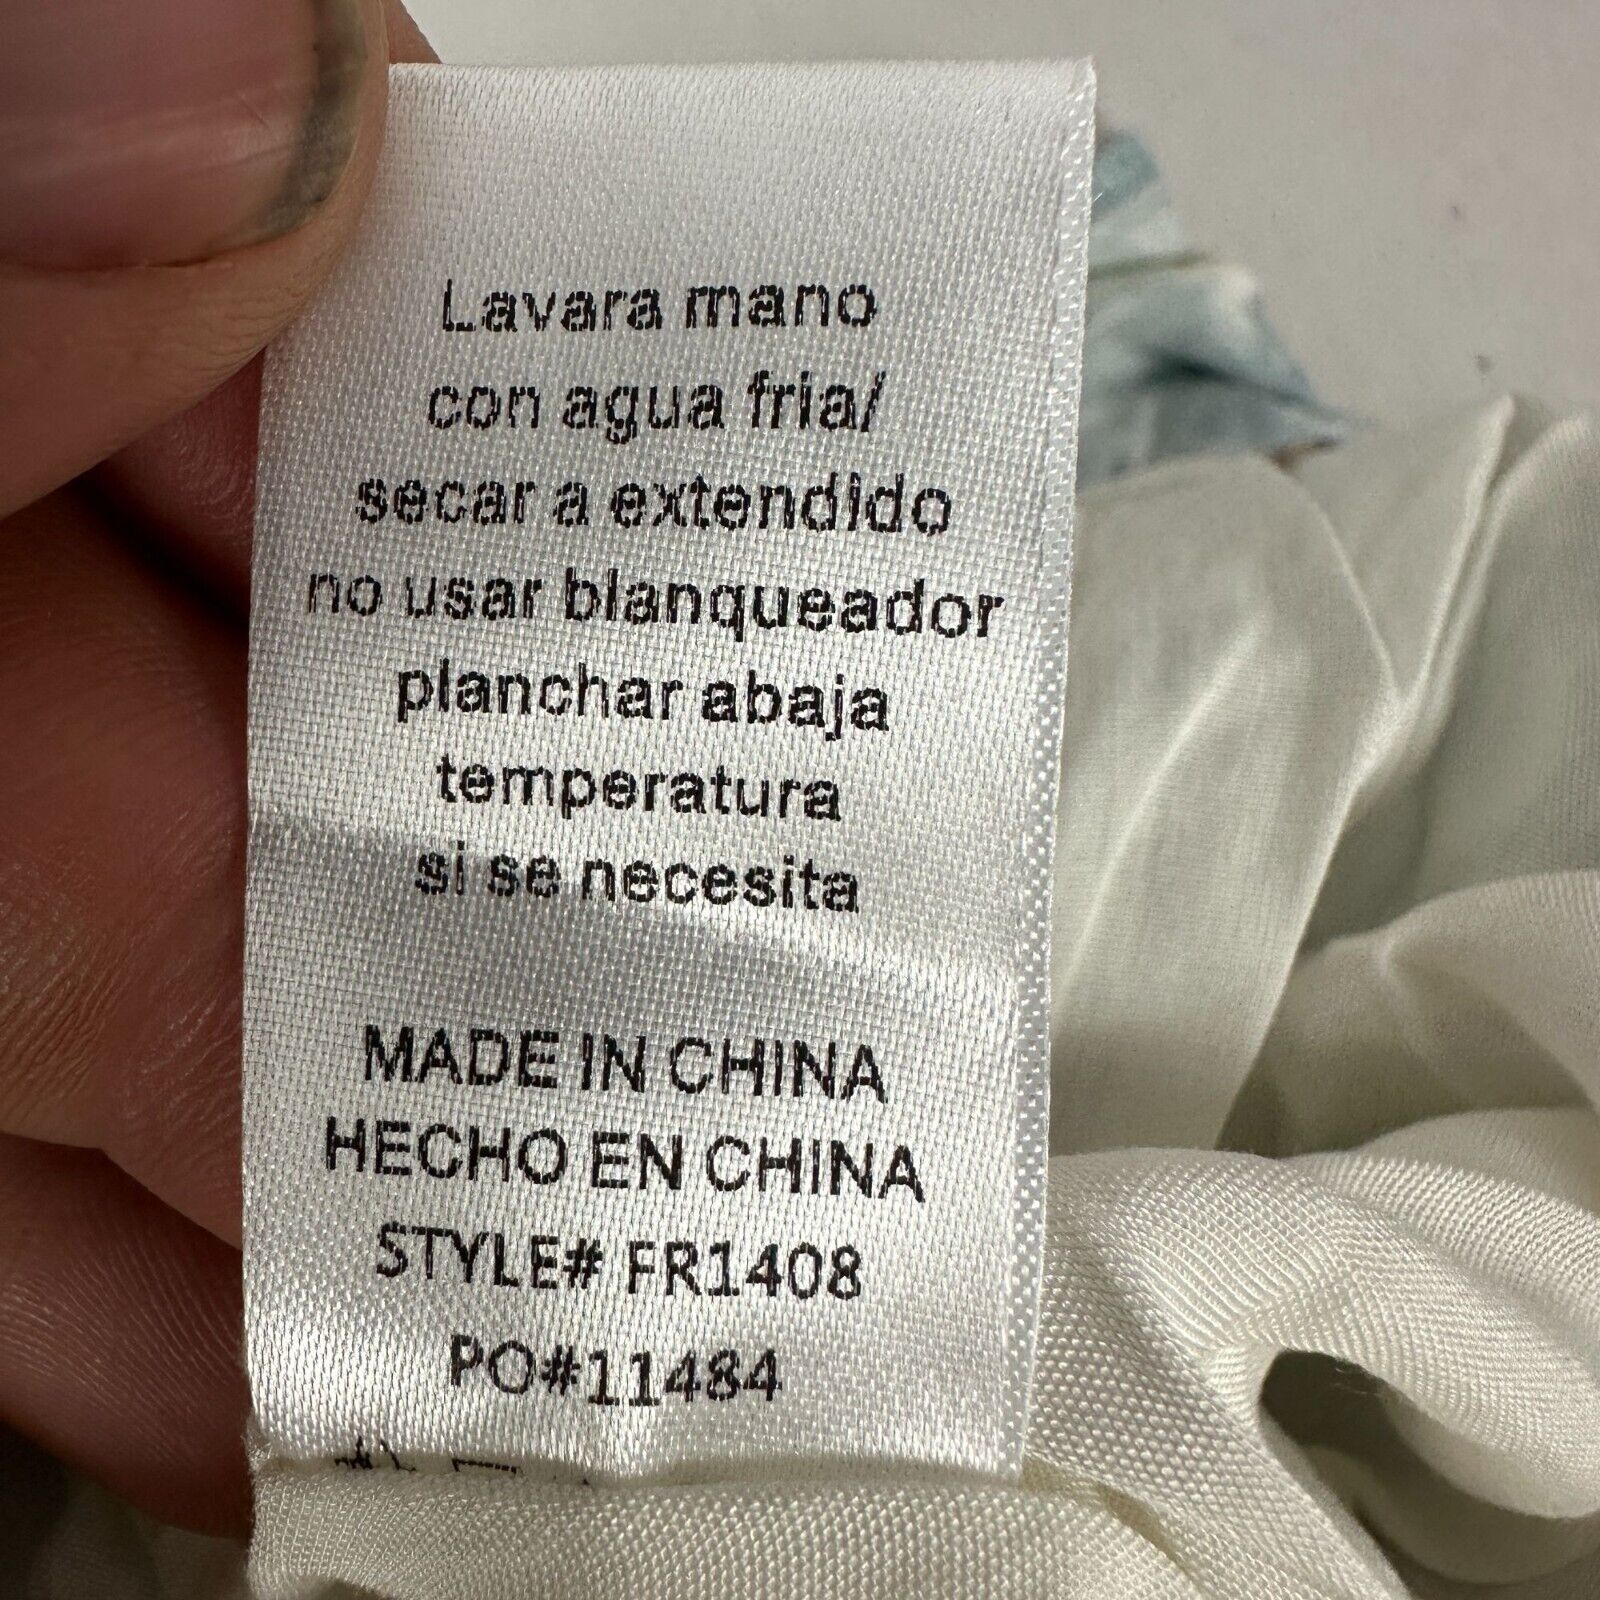 Lavara mano
con agua fria/
secar a extendido
no usar blanqueador
planchar abaja
temperatura
si se necesita
MADE IN CHINA
HECHO EN CHINA
STYLE# FR1408
PO#11484